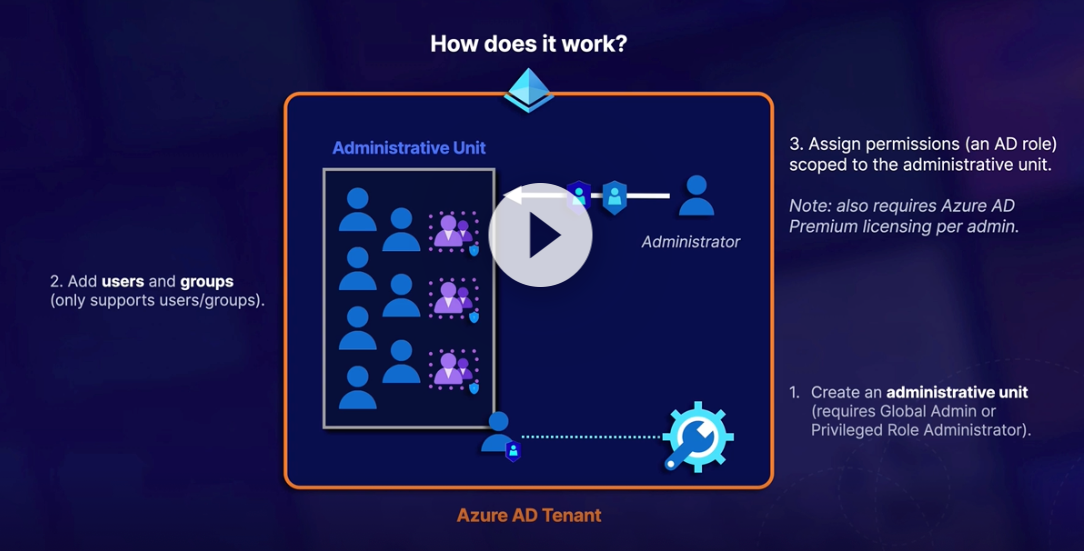 How does it work?
Administrative Unit
3. Assign permissions (an AD role)
scoped to the administrative unit.
Note: also requires Azure AD
Premium licensing per admin.
Administrator
2. Add users and groups
(only supports users/groups).
1. Create an administrative unit
(requires Global Admin or
Privileged Role Administrator).
Azure AD Tenant